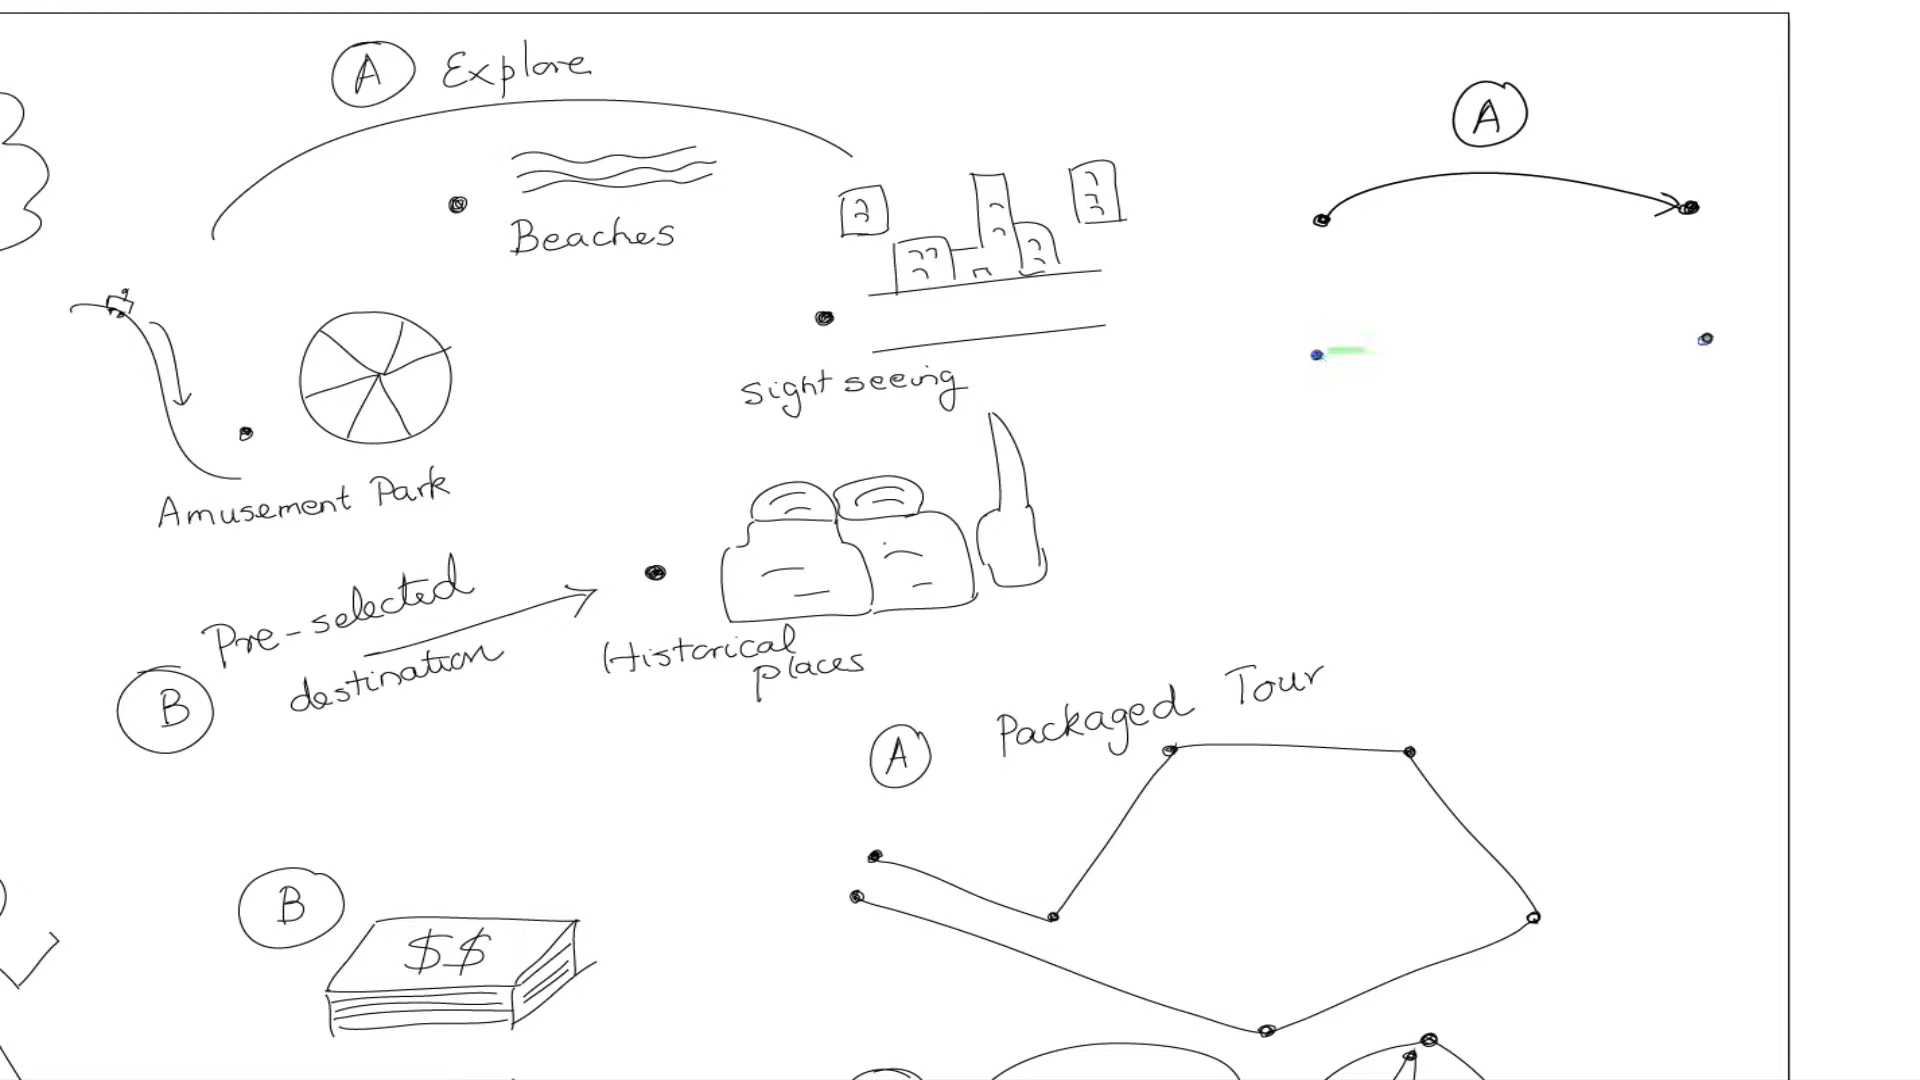 A Explore
A
Beaches
Sight seeing
Amusement Park
Pre-selected
destination
B
Historical
places
A Packaged Tour
B
$$